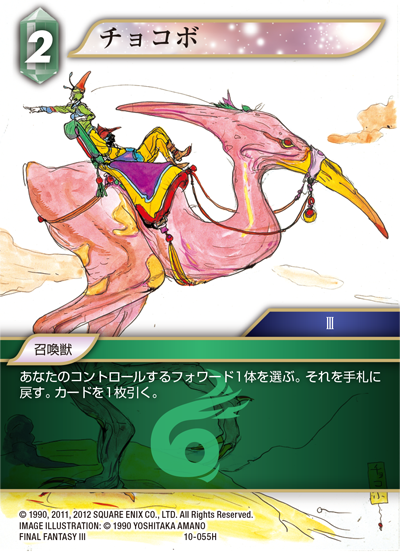 2
チョコボ
III
召喚獣
あなたのコントロールするフォワード1体を選ぶ。それを手札に
戻す。カードを1枚引く。
© 1990, 2011, 2012 SQUARE ENIX CO., LTD. All Rights Reserved.
IMAGE ILLUSTRATION: © 1990 YOSHITAKA AMANO
FINAL FANTASY III 10-055H